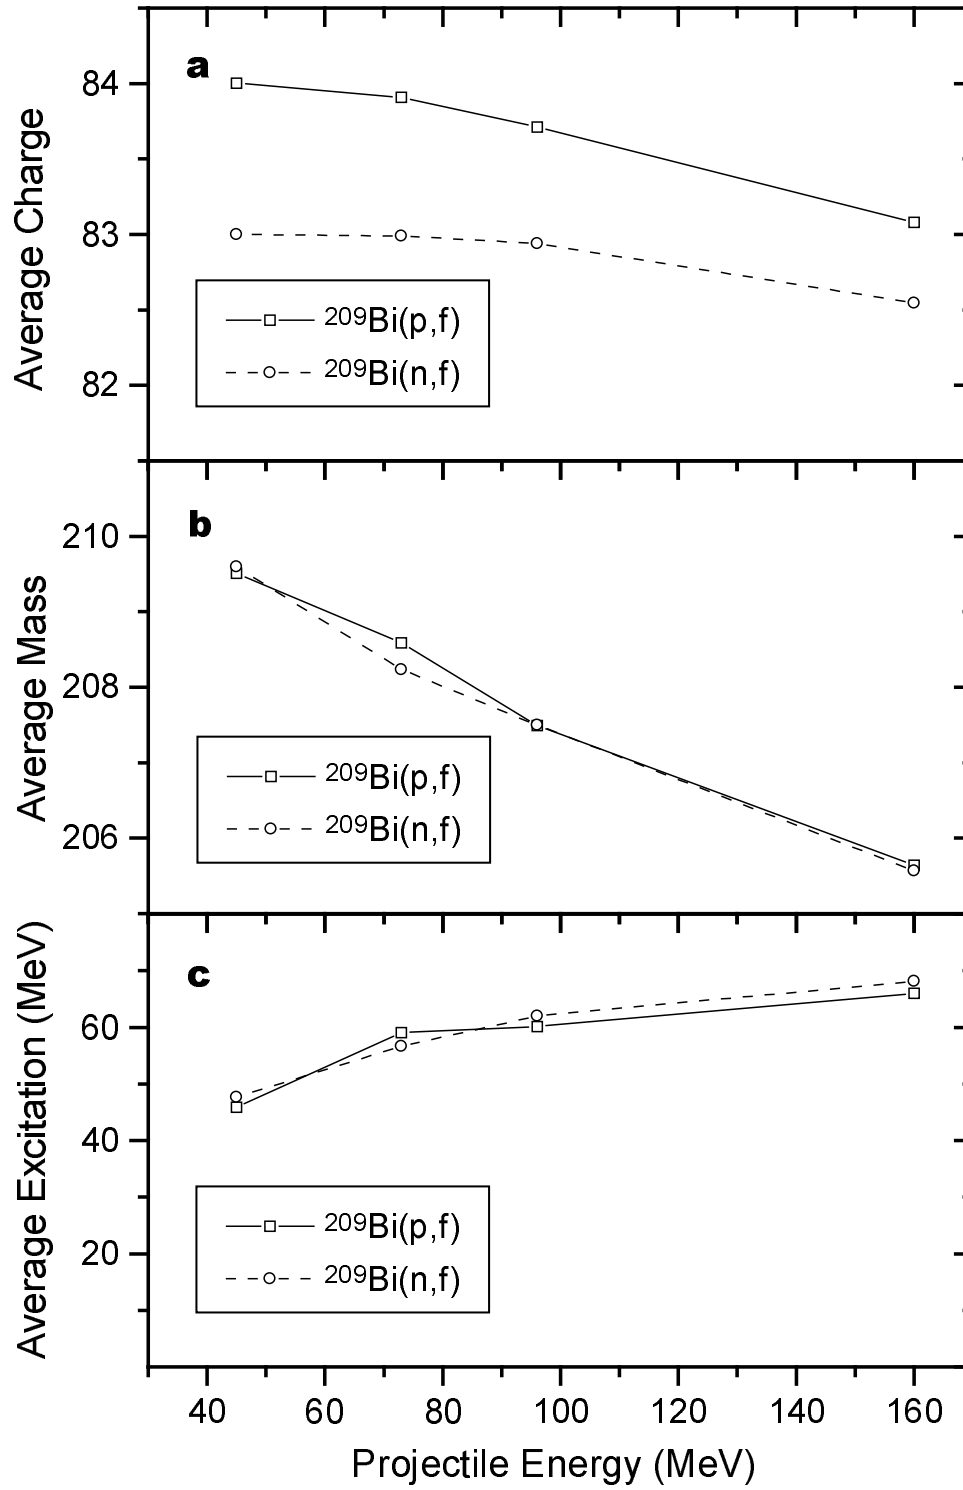 a
84
83
82
Average Charge
²⁰⁹Bi(p,f)
²⁰⁹Bi(n,f)
b
210
208
206
Average Mass
²⁰⁹Bi(p,f)
²⁰⁹Bi(n,f)
c
60
40
20
Average Excitation (MeV)
²⁰⁹Bi(p,f)
²⁰⁹Bi(n,f)
40 60 80 100 120 140 160
Projectile Energy (MeV)